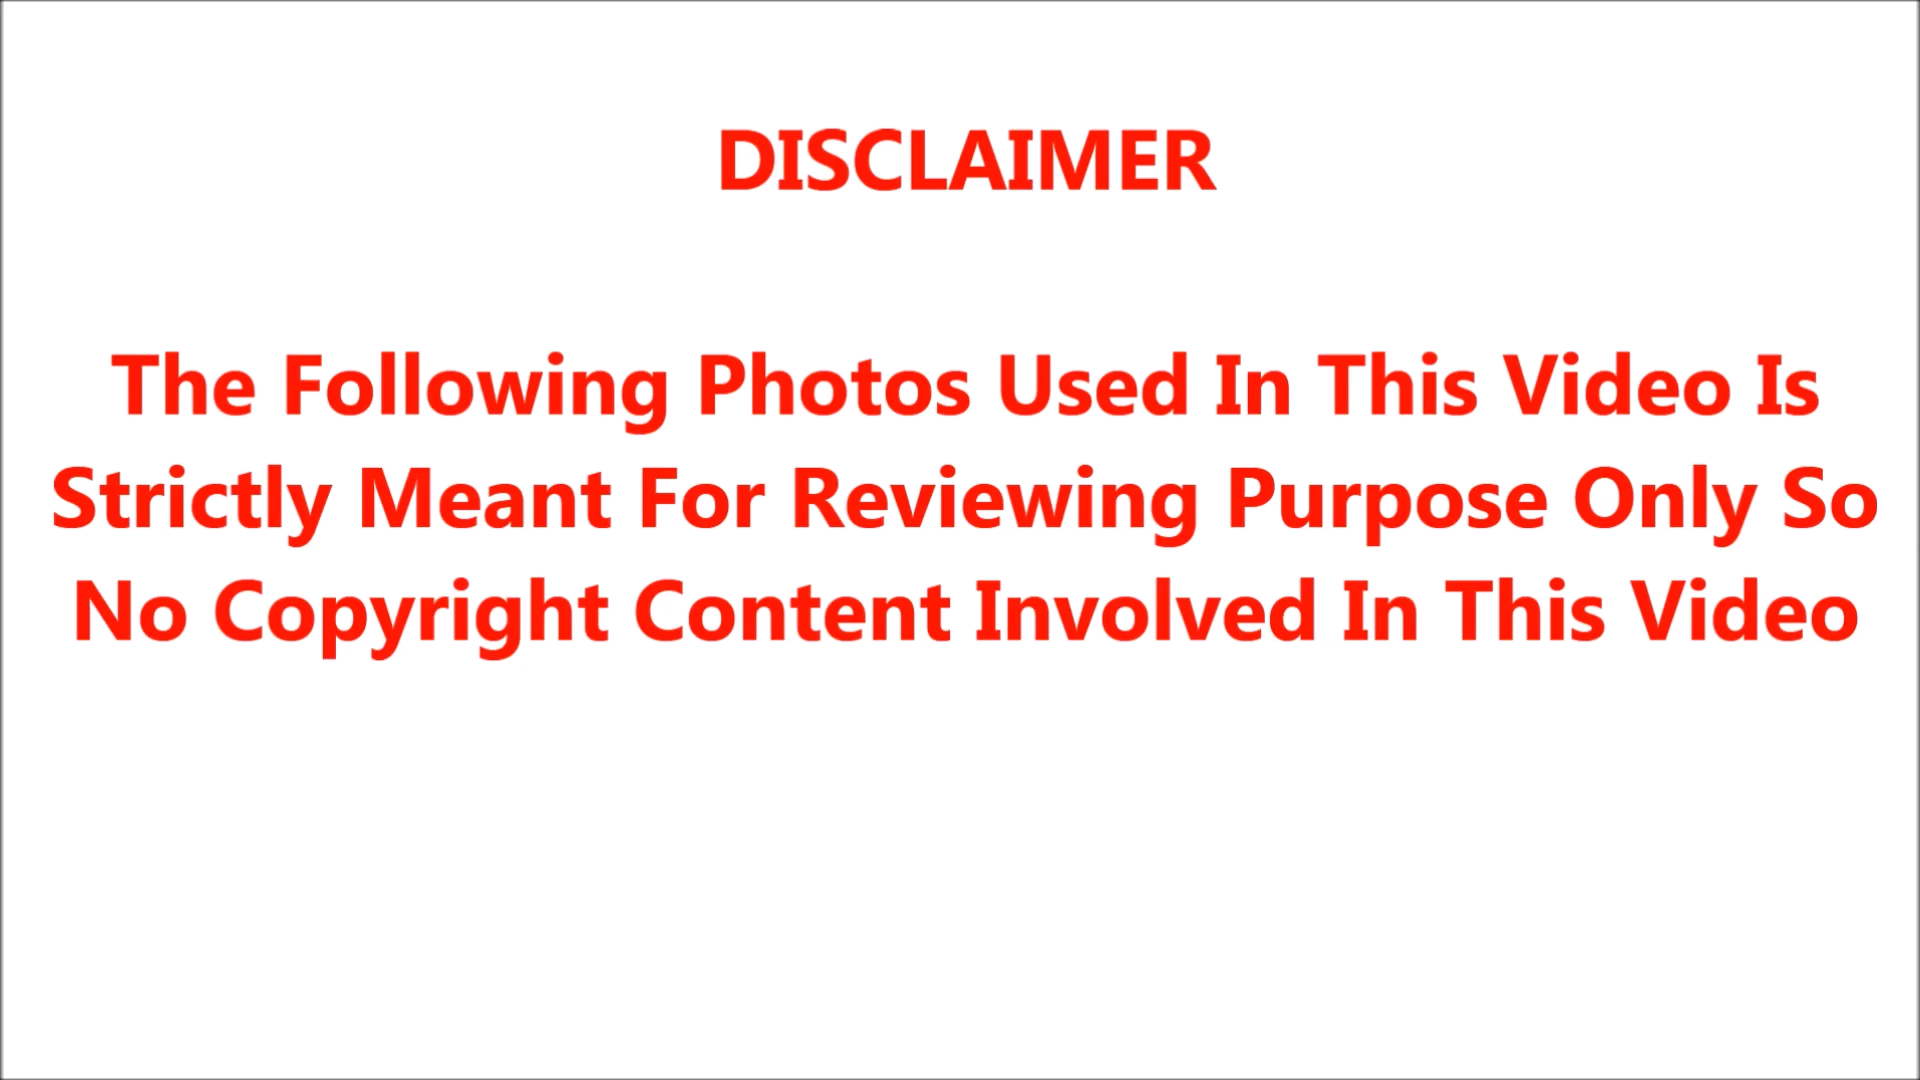 DISCLAIMER
The Following Photos Used In This Video Is
Strictly Meant For Reviewing Purpose Only So
No Copyright Content Involved In This Video